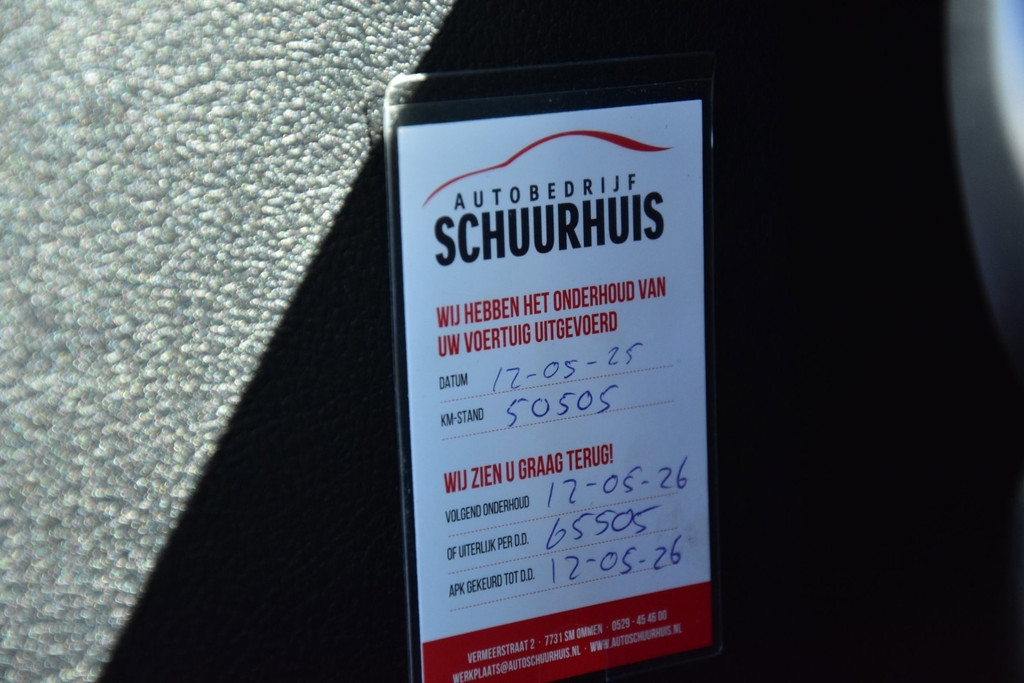 AUTOBEDRIJF
SCHUURHUIS
WIJ HEBBEN HET ONDERHOUD VAN
UW VOERTUIG UITGEVOERD
DATUM 12-05-25
KM-STAND 50505
WIJ ZIEN U GRAAG TERUG!
VOLGEND ONDERHOUD 12-05-26
OF UITERLIJK PER D.D. 65505
APK GEKEURD TOT D.D. 12-05-26
VERMEERSTRAAT 2 · 7731 SM OMMEN · 0529 - 45 46 00
WERKPLAATS@AUTOSCHUURHUIS.NL · WWW.AUTOSCHUURHUIS.NL